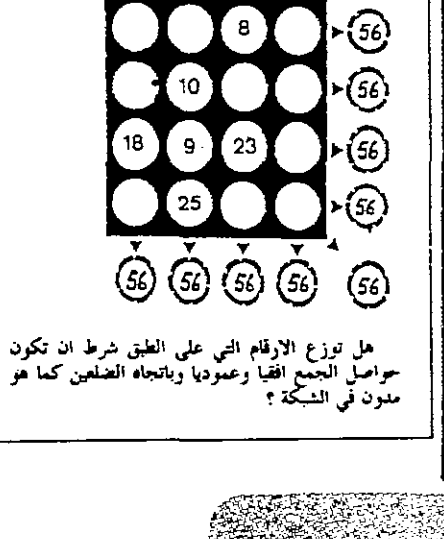 8 56
10 56
18 9 23 56
25 56
56 56 56 56 56
هل توزع الارقام التي على الطبق شرط ان تكون
حواصل الجمع افقيا وعموديا وباتجاه الضلعين كما هو
مدون في الشبكة ؟